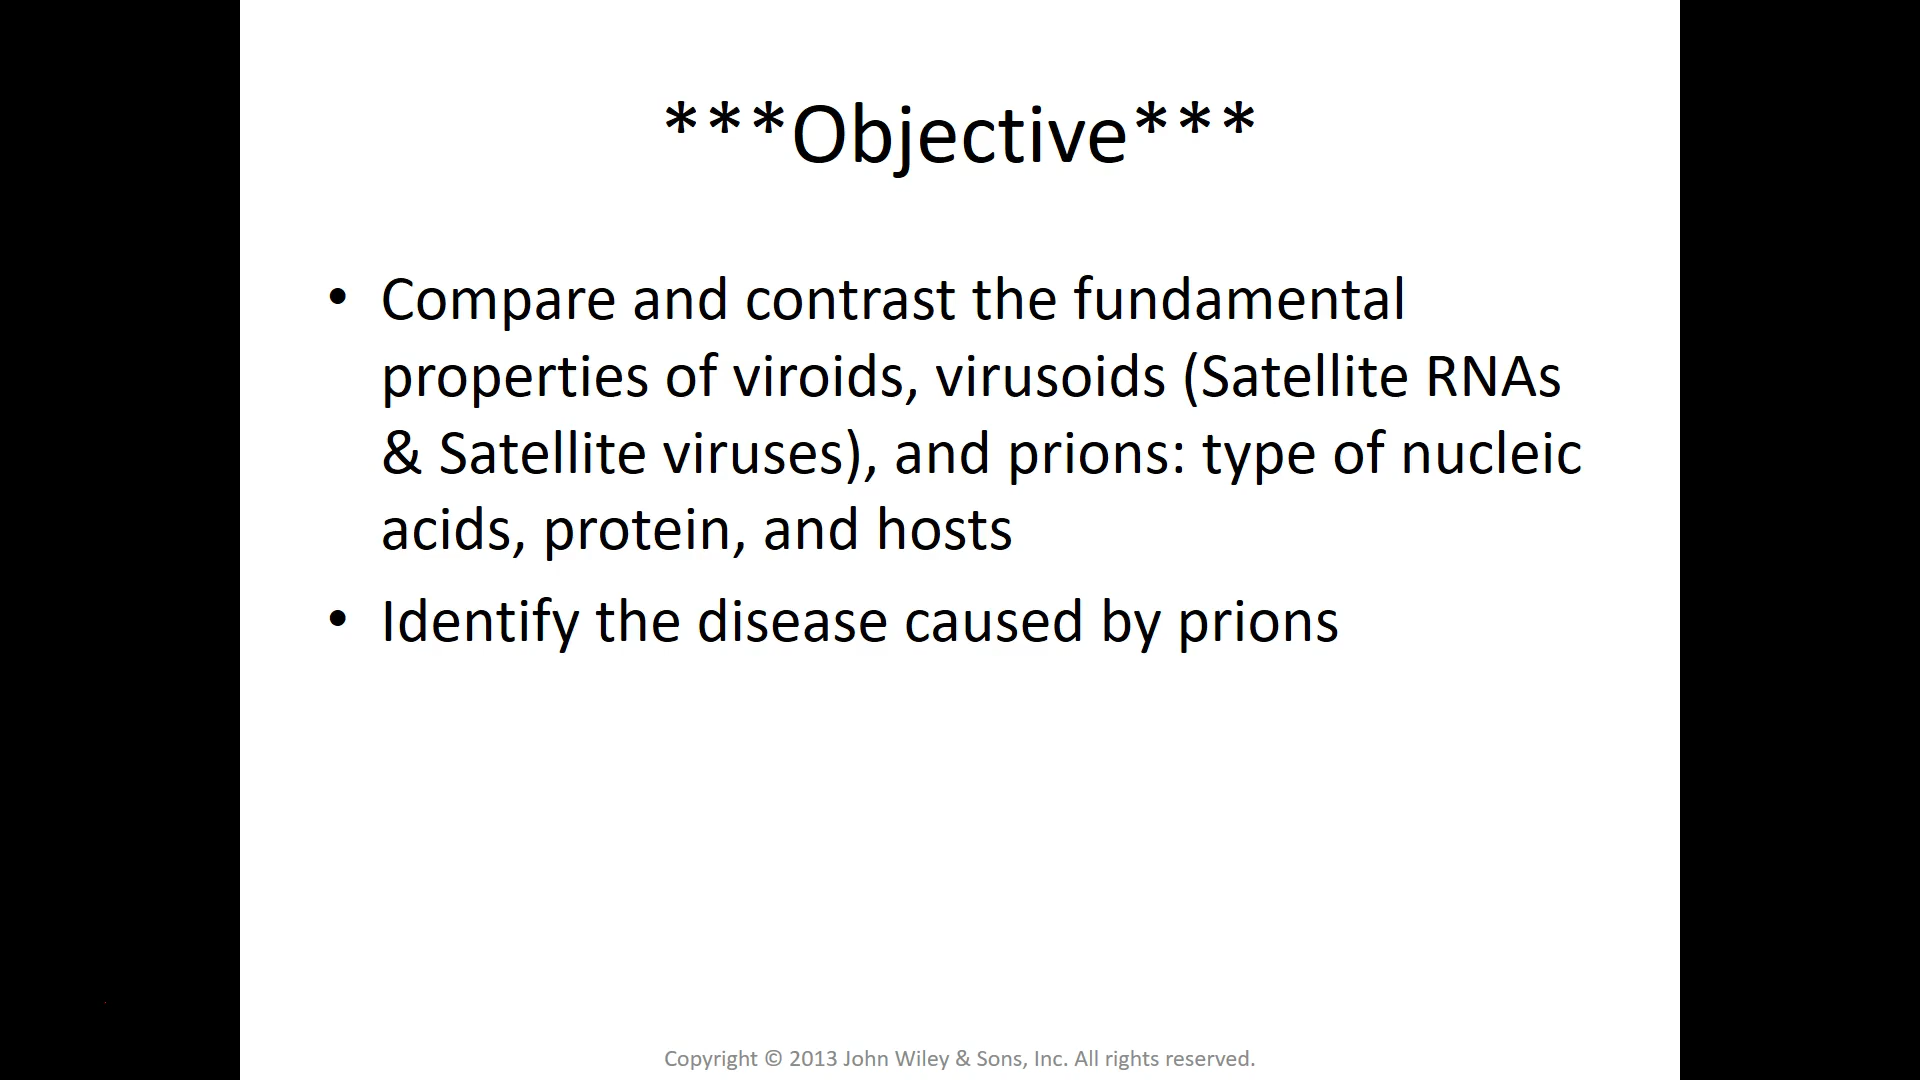 ***Objective***
• Compare and contrast the fundamental
properties of viroids, virusoids (Satellite RNAs
& Satellite viruses), and prions: type of nucleic
acids, protein, and hosts
• Identify the disease caused by prions
Copyright © 2013 John Wiley & Sons, Inc. All rights reserved.